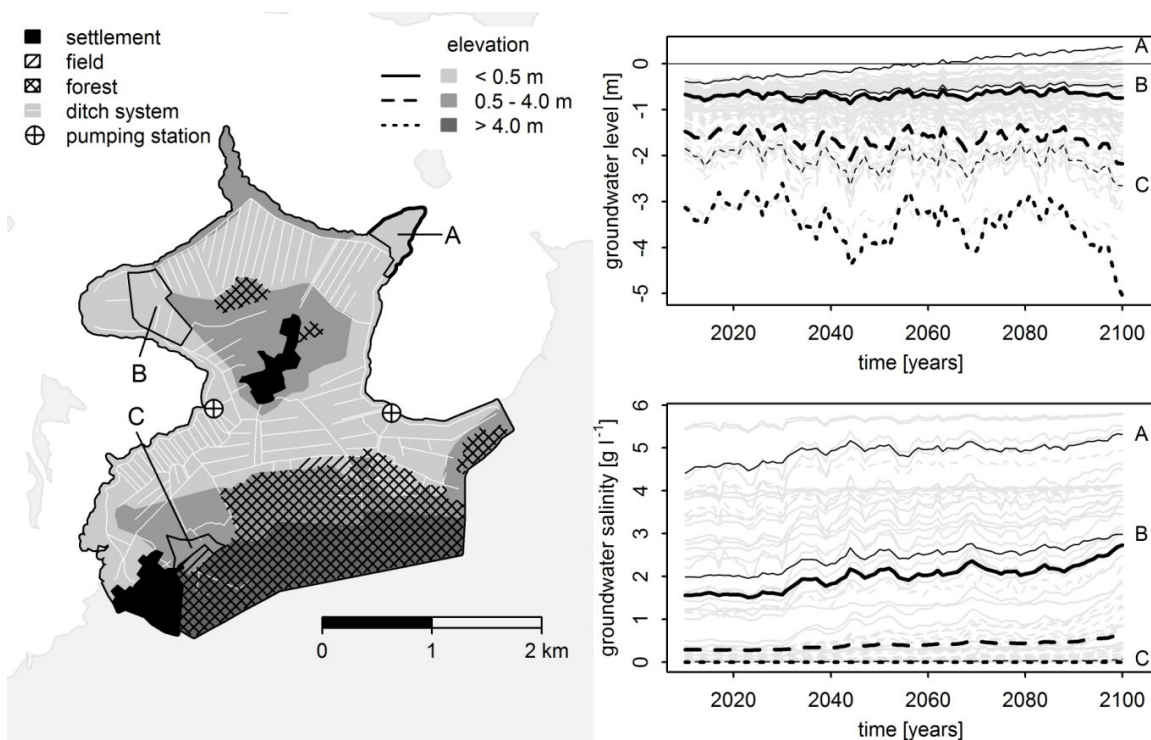 settlement
field
forest
ditch system
pumping station
elevation
< 0.5 m
0.5 - 4.0 m
> 4.0 m
A
B
C
0 1 2 km
groundwater level [m]
0
-1
-2
-3
-4
-5
A
B
C
2020 2040 2060 2080 2100
time [years]
groundwater salinity [g l⁻¹]
6
5
4
3
2
1
0
A
B
C
2020 2040 2060 2080 2100
time [years]